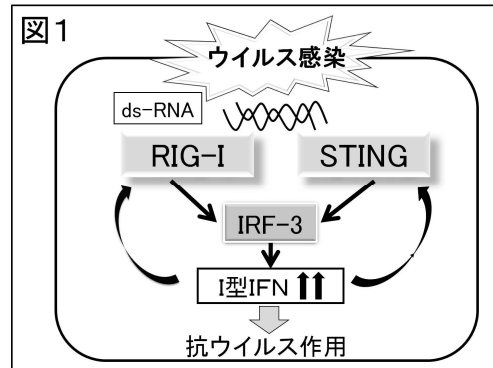 図1
ウイルス感染
ds-RNA
RIG-I
STING
IRF-3
I型IFN ⬆⬆
抗ウイルス作用